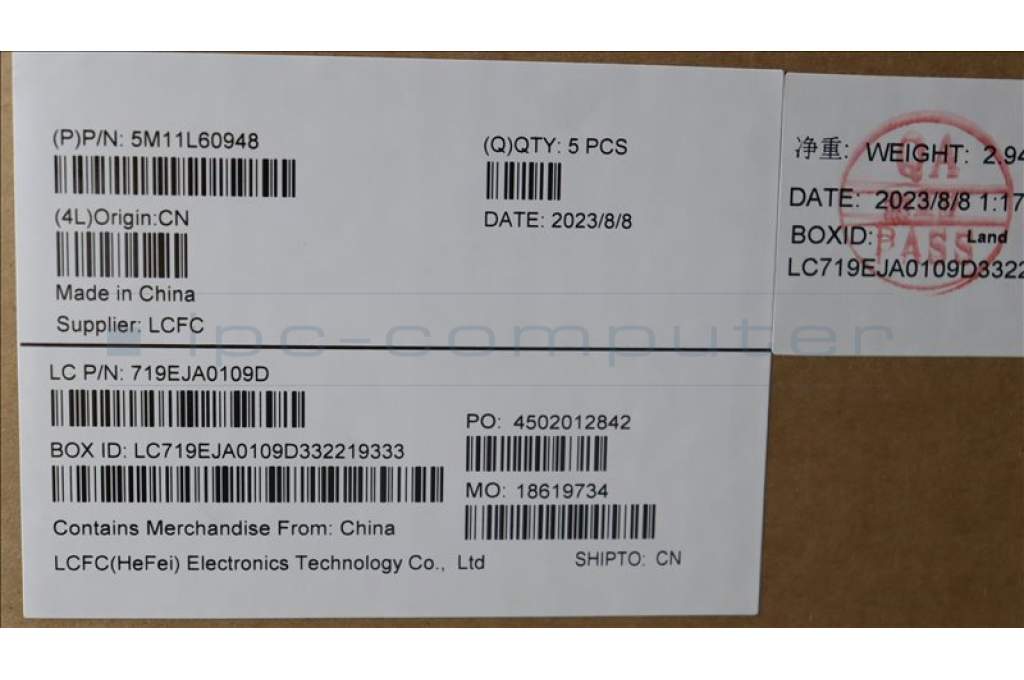 (P)P/N: 5M11L60948
(Q)QTY: 5 PCS
(4L)Origin:CN
DATE: 2023/8/8
Made in China
Supplier: LCFC
LC P/N: 719EJA0109D
PO: 4502012842
BOX ID: LC719EJA0109D332219333
MO: 18619734
Contains Merchandise From: China
LCFC(HeFei) Electronics Technology Co., Ltd
SHIPTO: CN
净重: WEIGHT: 2.94
DATE: 2023/8/8 1:17
BOXID: Land
LC719EJA0109D3322
QA
PASS
ipc-computer